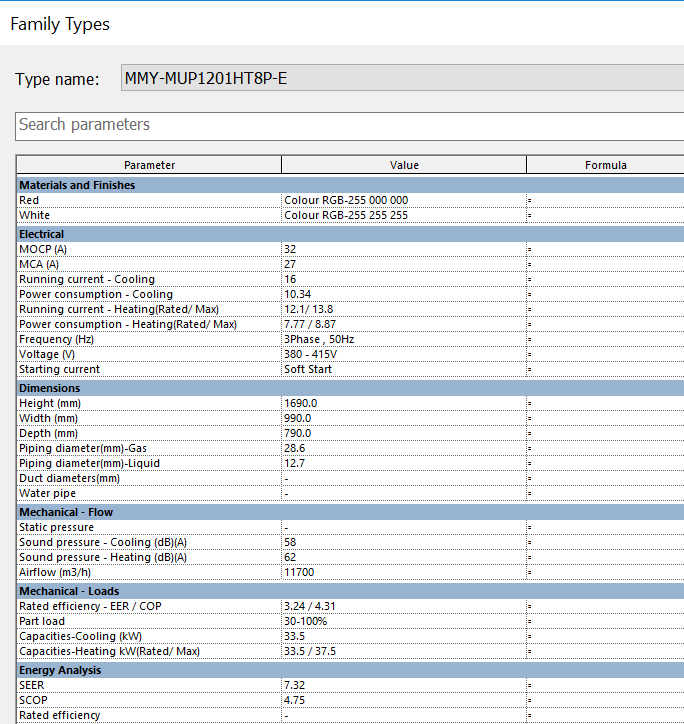 Family Types
Type name: MMY-MUP1201HT8P-E
Search parameters
Parameter Value Formula
Materials and Finishes
Red Colour RGB-255 000 000 =
White Colour RGB-255 255 255 =
Electrical
MOCP (A) 32 =
MCA (A) 27 =
Running current - Cooling 16 =
Power consumption - Cooling 10.34 =
Running current - Heating(Rated/ Max) 12.1/ 13.8 =
Power consumption - Heating(Rated/ Max) 7.77 / 8.87 =
Frequency (Hz) 3Phase , 50Hz =
Voltage (V) 380 - 415V =
Starting current Soft Start =
Dimensions
Height (mm) 1690.0 =
Width (mm) 990.0 =
Depth (mm) 790.0 =
Piping diameter(mm)-Gas 28.6 =
Piping diameter(mm)-Liquid 12.7 =
Duct diameters(mm) - =
Water pipe - =
Mechanical - Flow
Static pressure - =
Sound pressure - Cooling (dB)(A) 58 =
Sound pressure - Heating (dB)(A) 62 =
Airflow (m3/h) 11700 =
Mechanical - Loads
Rated efficiency - EER / COP 3.24 / 4.31 =
Part load 30-100% =
Capacities-Cooling (kW) 33.5 =
Capacities-Heating kW(Rated/ Max) 33.5 / 37.5 =
Energy Analysis
SEER 7.32 =
SCOP 4.75 =
Rated efficiency - =